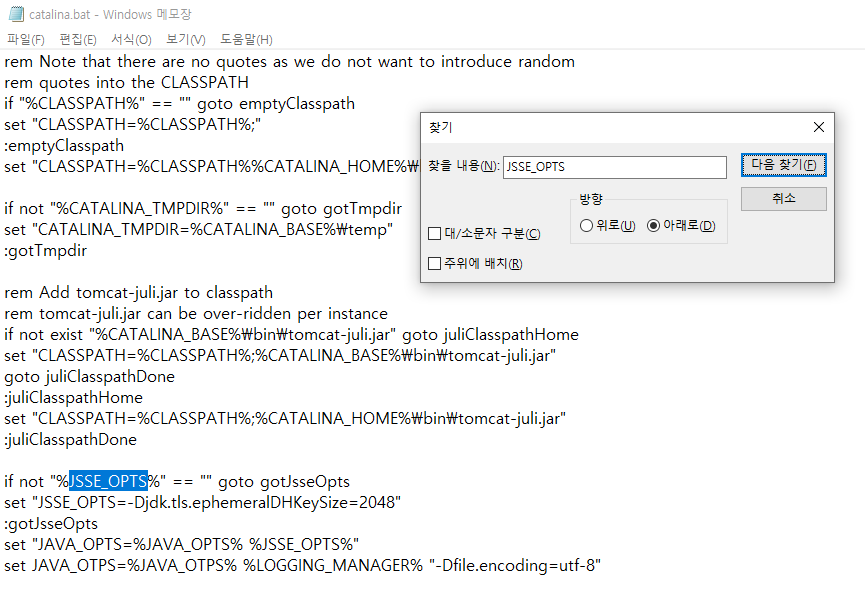 catalina.bat - Windows 메모장
파일(F) 편집(E) 서식(O) 보기(V) 도움말(H)
rem Note that there are no quotes as we do not want to introduce random
rem quotes into the CLASSPATH
if "%CLASSPATH%" == "" goto emptyClasspath
set "CLASSPATH=%CLASSPATH%;"
:emptyClasspath
set "CLASSPATH=%CLASSPATH%%CATALINA_HOME%₩
if not "%CATALINA_TMPDIR%" == "" goto gotTmpdir
set "CATALINA_TMPDIR=%CATALINA_BASE%₩temp"
:gotTmpdir
rem Add tomcat-juli.jar to classpath
rem tomcat-juli.jar can be over-ridden per instance
if not exist "%CATALINA_BASE%₩bin₩tomcat-juli.jar" goto juliClasspathHome
set "CLASSPATH=%CLASSPATH%;%CATALINA_BASE%₩bin₩tomcat-juli.jar"
goto juliClasspathDone
:juliClasspathHome
set "CLASSPATH=%CLASSPATH%;%CATALINA_HOME%₩bin₩tomcat-juli.jar"
:juliClasspathDone
if not "%JSSE_OPTS%" == "" goto gotJsseOpts
set "JSSE_OPTS=-Djdk.tls.ephemeralDHKeySize=2048"
:gotJsseOpts
set "JAVA_OPTS=%JAVA_OPTS% %JSSE_OPTS%"
set JAVA_OTPS=%JAVA_OTPS% %LOGGING_MANAGER% "-Dfile.encoding=utf-8"
찾기
찾을 내용(N): JSSE_OPTS
다음 찾기(F)
취소
방향
위로(U) 아래로(D)
대/소문자 구분(C)
주위에 배치(R)